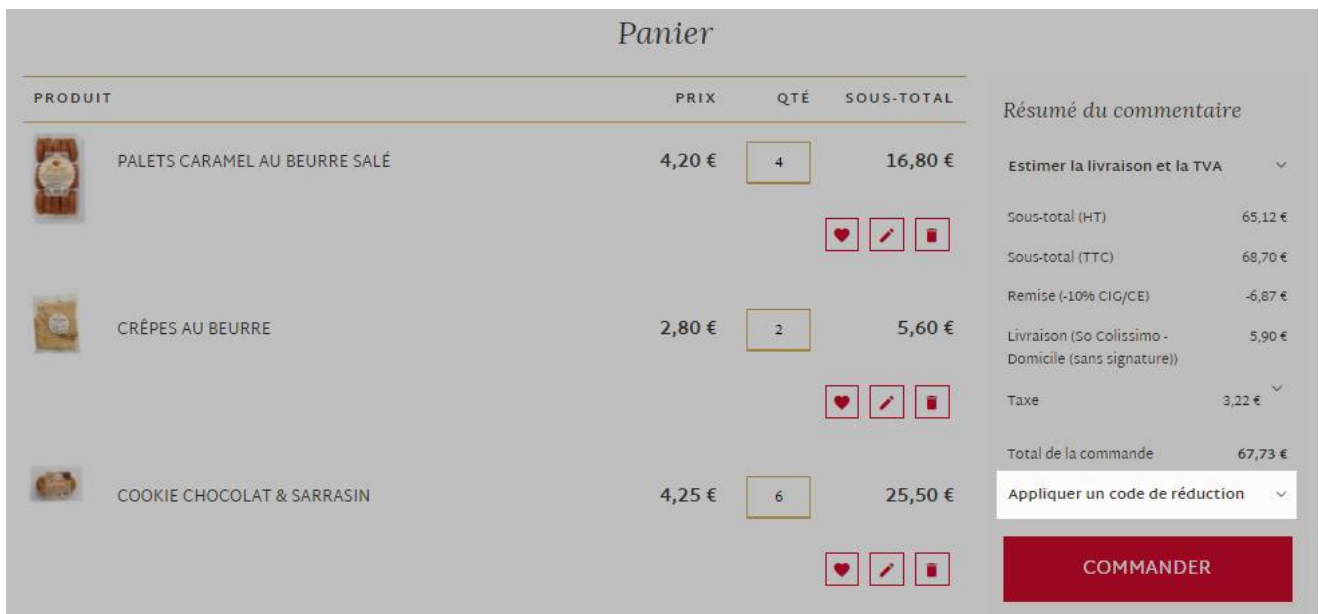 Panier
PRODUIT PRIX QTÉ SOUS-TOTAL
PALETS CARAMEL AU BEURRE SALÉ 4,20 € 4 16,80 €
CRÊPES AU BEURRE 2,80 € 2 5,60 €
COOKIE CHOCOLAT & SARRASIN 4,25 € 6 25,50 €
Résumé du commentaire
Estimer la livraison et la TVA
Sous-total (HT) 65,12 €
Sous-total (TTC) 68,70 €
Remise (-10% CIG/CE) -6,87 €
Livraison (So Colissimo - 5,90 €
Domicile (sans signature))
Taxe 3,22 €
Total de la commande 67,73 €
Appliquer un code de réduction
COMMANDER